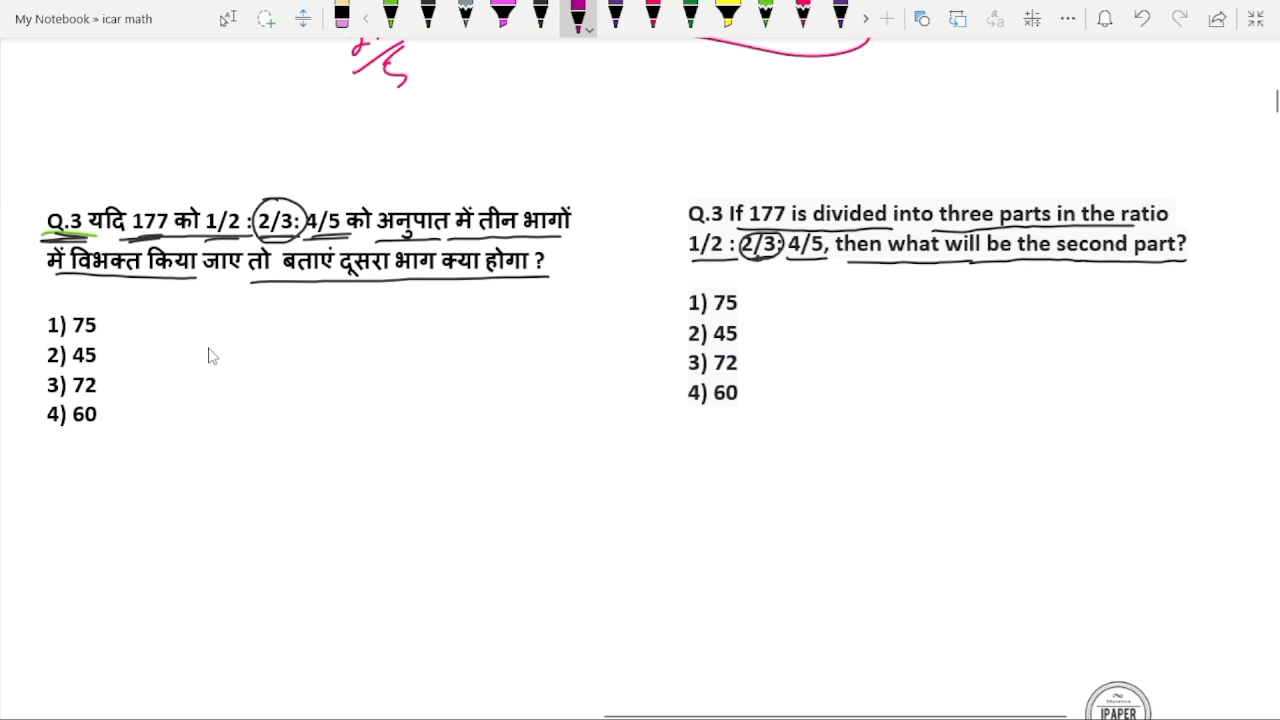 My Notebook » icar math
Q.3 यदि 177 को 1/2 : 2/3: 4/5 को अनुपात में तीन भागों
में विभक्त किया जाए तो बताएं दूसरा भाग क्या होगा ?
1) 75
2) 45
3) 72
4) 60
Q.3 If 177 is divided into three parts in the ratio
1/2 : 2/3: 4/5, then what will be the second part?
1) 75
2) 45
3) 72
4) 60
IPAPER